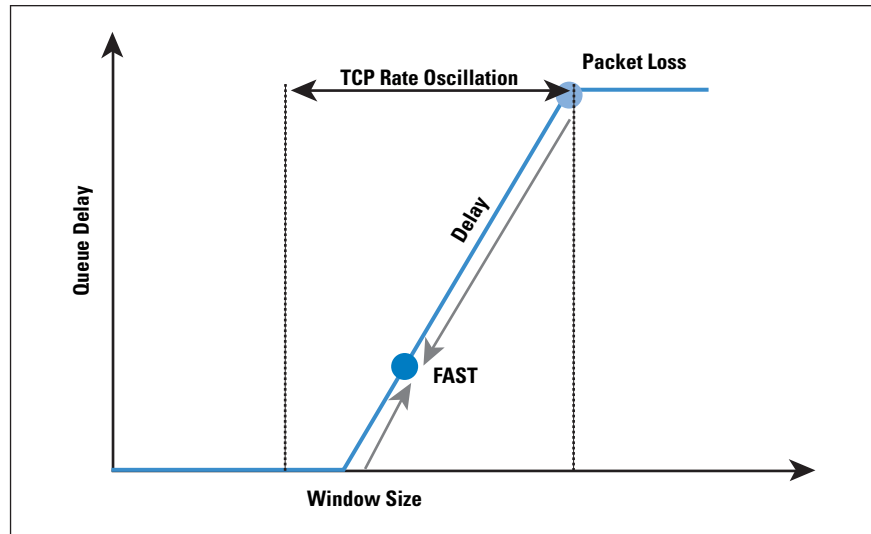 Packet Loss
TCP Rate Oscillation
Queue Delay
Delay
FAST
Window Size